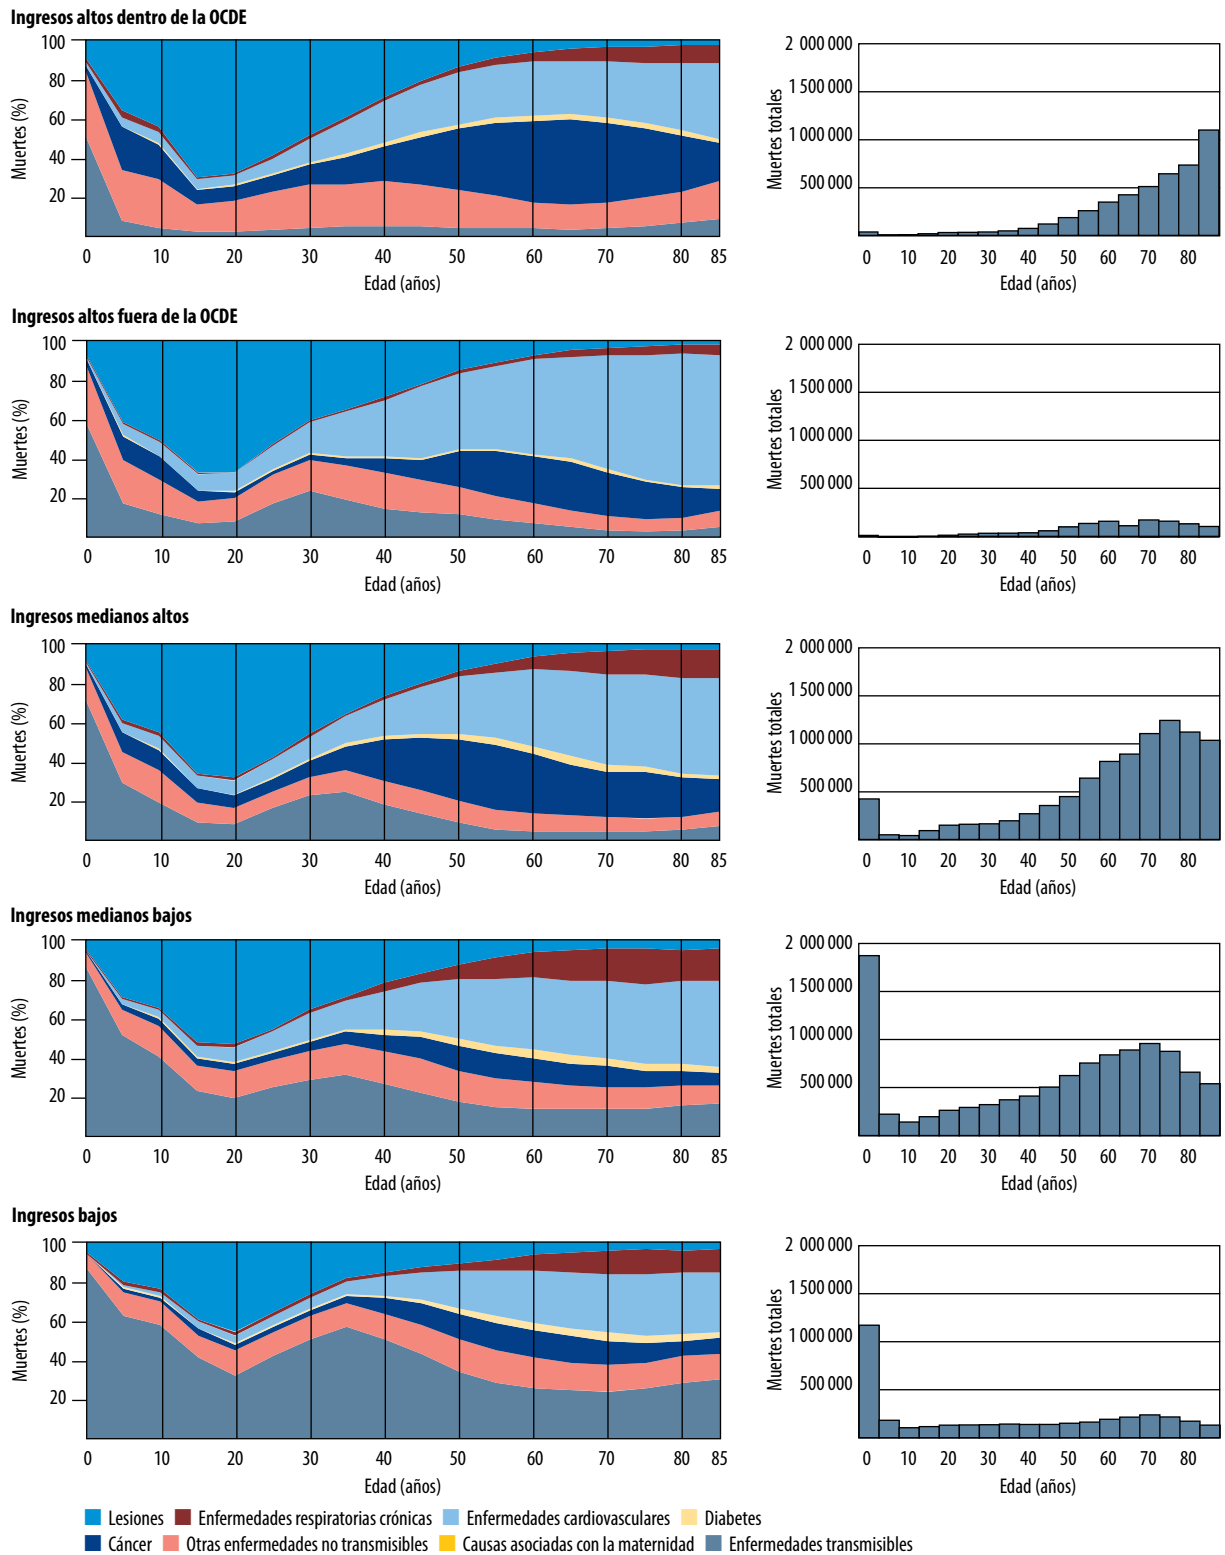 Ingresos altos dentro de la OCDE
100
80
60
40
20
Muertes (%)
0 10 20 30 40 50 60 70 80 85
Edad (años)
2 000 000
1 500 000
1 000 000
500 000
Muertes totales
0 10 20 30 40 50 60 70 80
Edad (años)
Ingresos altos fuera de la OCDE
100
80
60
40
20
Muertes (%)
0 10 20 30 40 50 60 70 80 85
Edad (años)
2 000 000
1 500 000
1 000 000
500 000
Muertes totales
0 10 20 30 40 50 60 70 80
Edad (años)
Ingresos medianos altos
100
80
60
40
20
Muertes (%)
0 10 20 30 40 50 60 70 80 85
Edad (años)
2 000 000
1 500 000
1 000 000
500 000
Muertes totales
0 10 20 30 40 50 60 70 80
Edad (años)
Ingresos medianos bajos
100
80
60
40
20
Muertes (%)
0 10 20 30 40 50 60 70 80 85
Edad (años)
2 000 000
1 500 000
1 000 000
500 000
Muertes totales
0 10 20 30 40 50 60 70 80
Edad (años)
Ingresos bajos
100
80
60
40
20
Muertes (%)
0 10 20 30 40 50 60 70 80 85
Edad (años)
2 000 000
1 500 000
1 000 000
500 000
Muertes totales
0 10 20 30 40 50 60 70 80
Edad (años)
Lesiones Enfermedades respiratorias crónicas Enfermedades cardiovasculares Diabetes
Cáncer Otras enfermedades no transmisibles Causas asociadas con la maternidad Enfermedades transmisibles